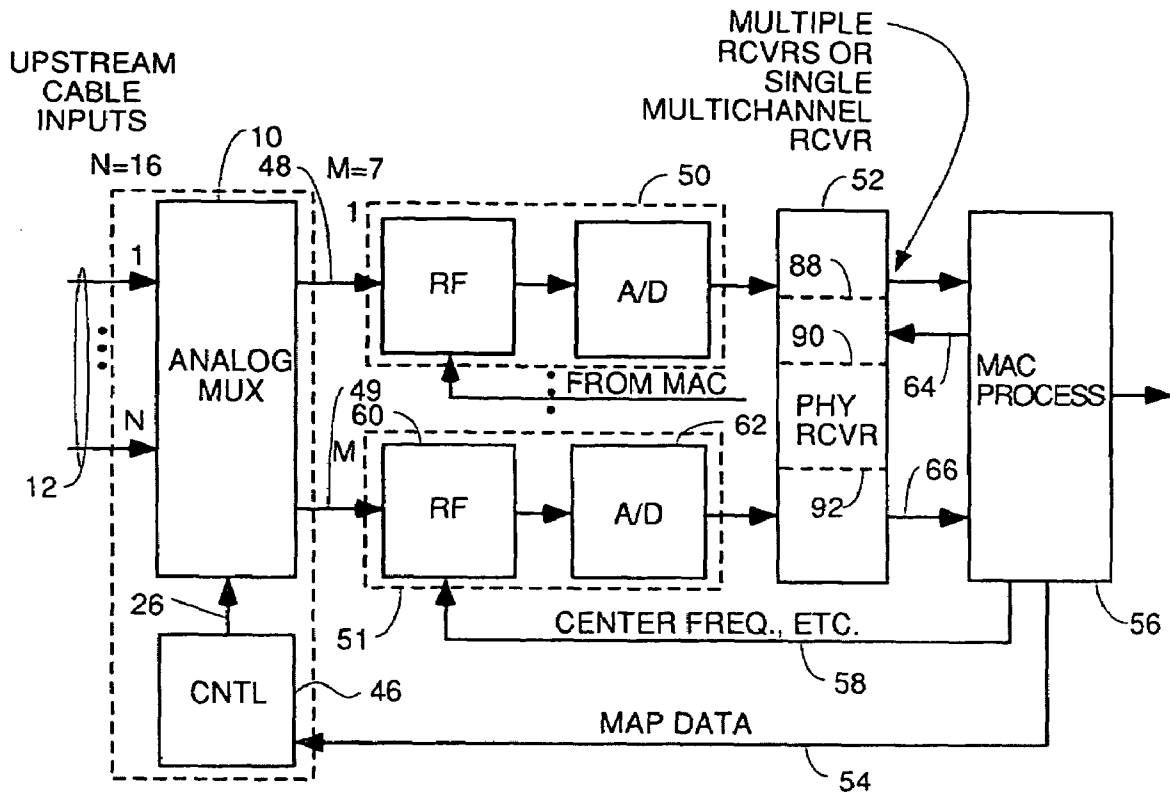 UPSTREAM
CABLE
INPUTS
N=16
10
48
M=7
MULTIPLE
RCVRS OR
SINGLE
MULTICHANNEL
RCVR
50
52
1
1
RF
A/D
88
90
64
MAC
PROCESS
ANALOG
MUX
FROM MAC
49
60
62
PHY
RCVR
N
M
12
RF
A/D
92
66
26
51
CENTER FREQ., ETC.
58
56
CNTL
46
MAP DATA
54